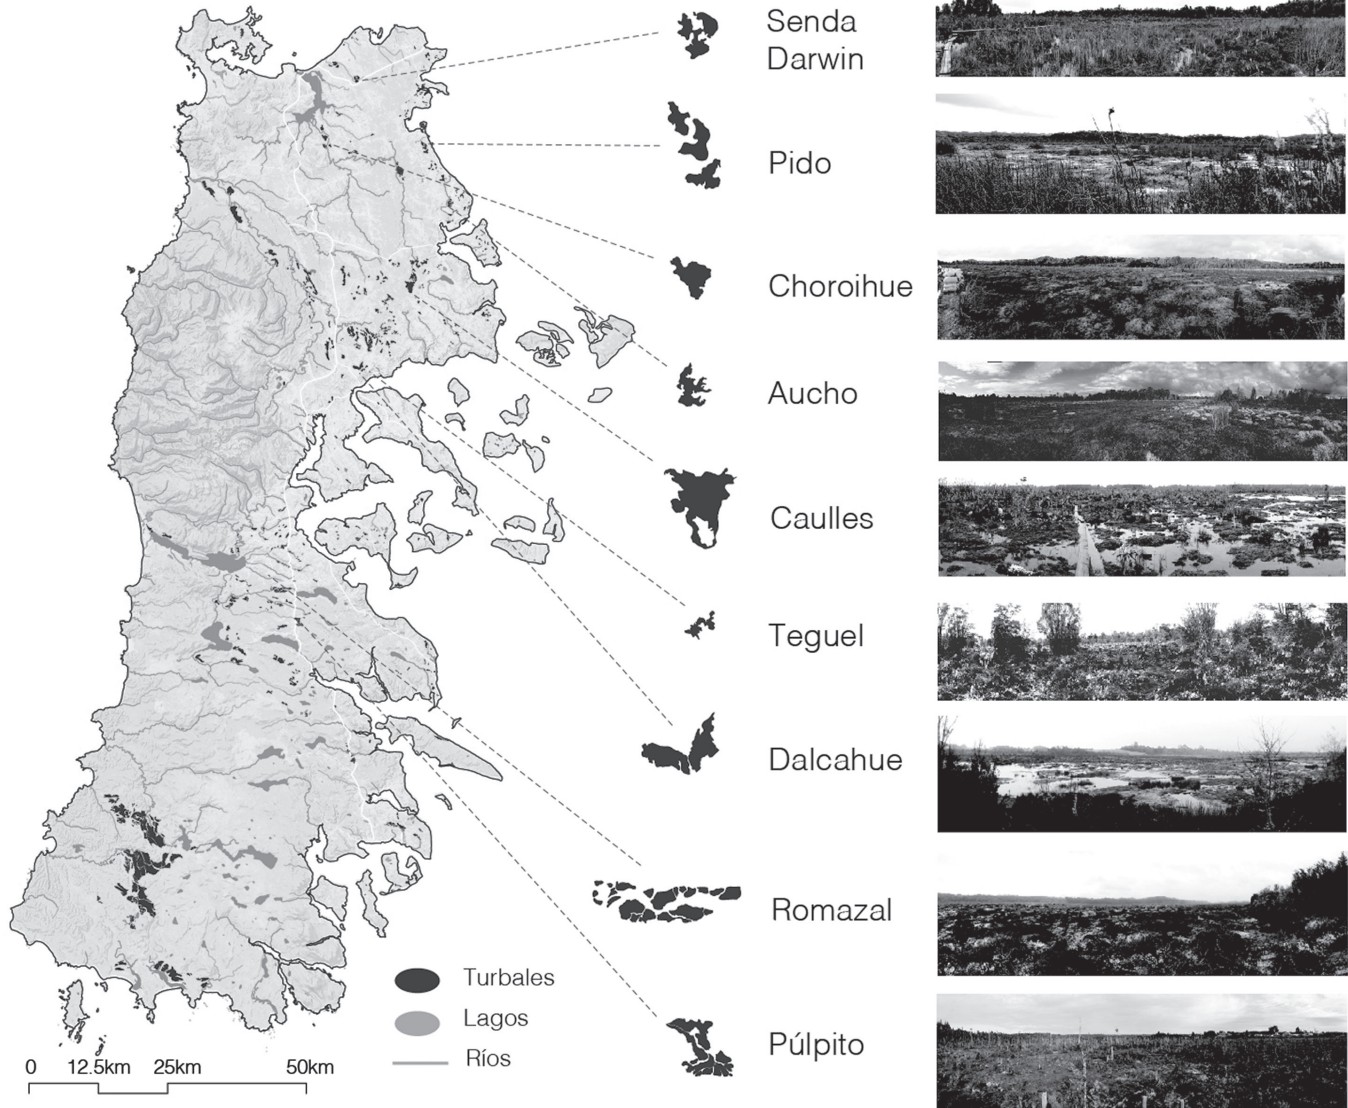 Senda
Darwin
Pido
Choroihue
Aucho
Caulles
Teguel
Dalcahue
Romazal
Púlpito
Turbales
Lagos
Ríos
0 12.5km 25km 50km